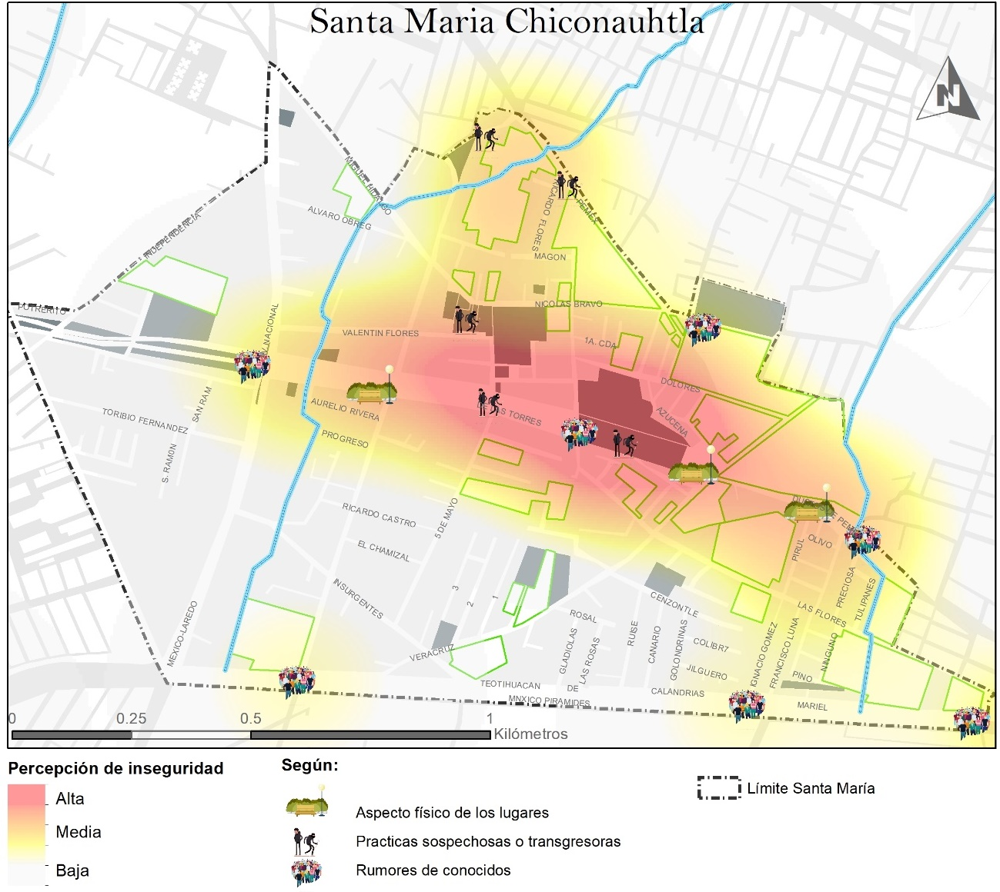 Santa Maria Chiconauhtla
N
MIGUEL HIDALGO
ALVARO OBREG
INDEPENDENCIA
RICARDO FLORES
MAGON
PEMEX
POTRERITO
NICOLAS BRAVO
VALENTIN FLORES
1A. CDA
DOLORES
AURELIO RIVERA
AZUCENA
SAN RAM
TORIBIO FERNANDEZ
PROGRESO
S. RAMON
RICARDO CASTRO
5 DE MAYO
EL CHAMIZAL
OLIVO
PIRUL
INSURGENTES
3
2
1
PRECIOSA
TULIPANES
CENZONTLE
LAS FLORES
ROSAL
MEXICO-LAREDO
GLADIOLAS
LAS ROSAS
RUISE
CANARIO
GOLONDRINAS
COLIBR7
IGNACIO GOMEZ
FRANCISCO LUNA
NINGUNO
VERACRUZ
JILGUERO
PINO
TEOTIHUACAN
DE
CALANDRIAS
MNXICO PIRAMIDES
MARIEL
0 0.25 0.5 1
Kilómetros
Percepción de inseguridad
Alta
Media
Baja
Según:
Aspecto físico de los lugares
Practicas sospechosas o transgresoras
Rumores de conocidos
Límite Santa María